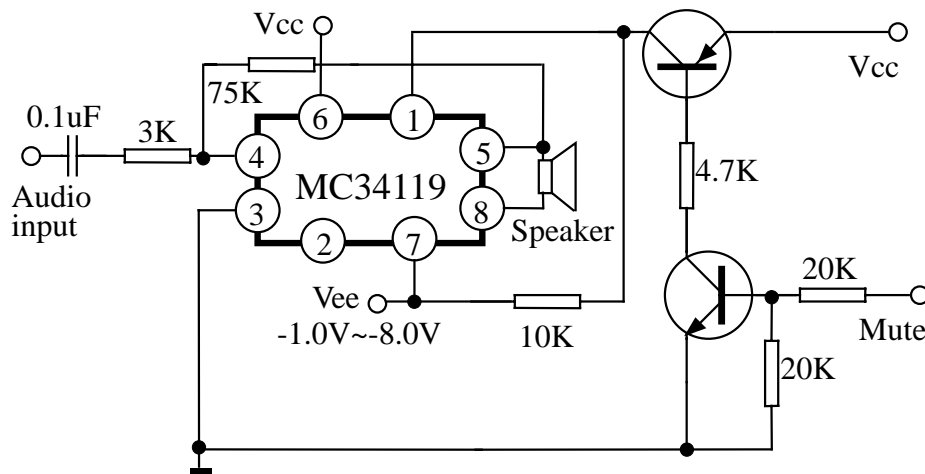 Vcc
Vcc
75K
0.1uF
3K
6
1
4
5
4.7K
MC34119
Audio
input
3
8
2
7
Speaker
20K
Vee
-1.0V~-8.0V
10K
Mute
20K